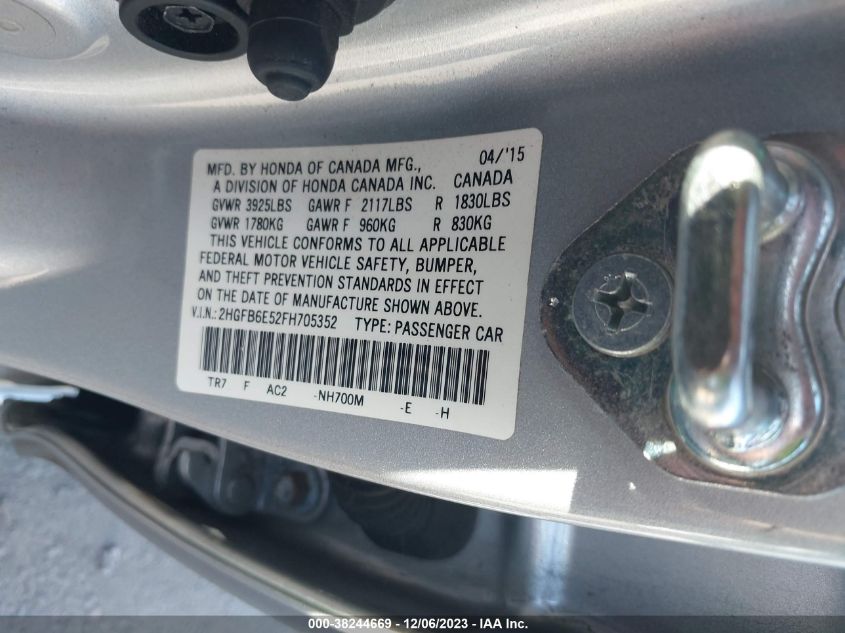 MFD. BY HONDA OF CANADA MFG., 04/'15
A DIVISION OF HONDA CANADA INC. CANADA
GVWR 3925LBS GAWR F 2117LBS R 1830LBS
GVWR 1780KG GAWR F 960KG R 830KG
THIS VEHICLE CONFORMS TO ALL APPLICABLE
FEDERAL MOTOR VEHICLE SAFETY, BUMPER,
AND THEFT PREVENTION STANDARDS IN EFFECT
ON THE DATE OF MANUFACTURE SHOWN ABOVE.
V.I.N.: 2HGFB6E52FH705352 TYPE: PASSENGER CAR
TR7 F AC2 -NH700M -E -H
000-38244669 - 12/06/2023 - IAA Inc.